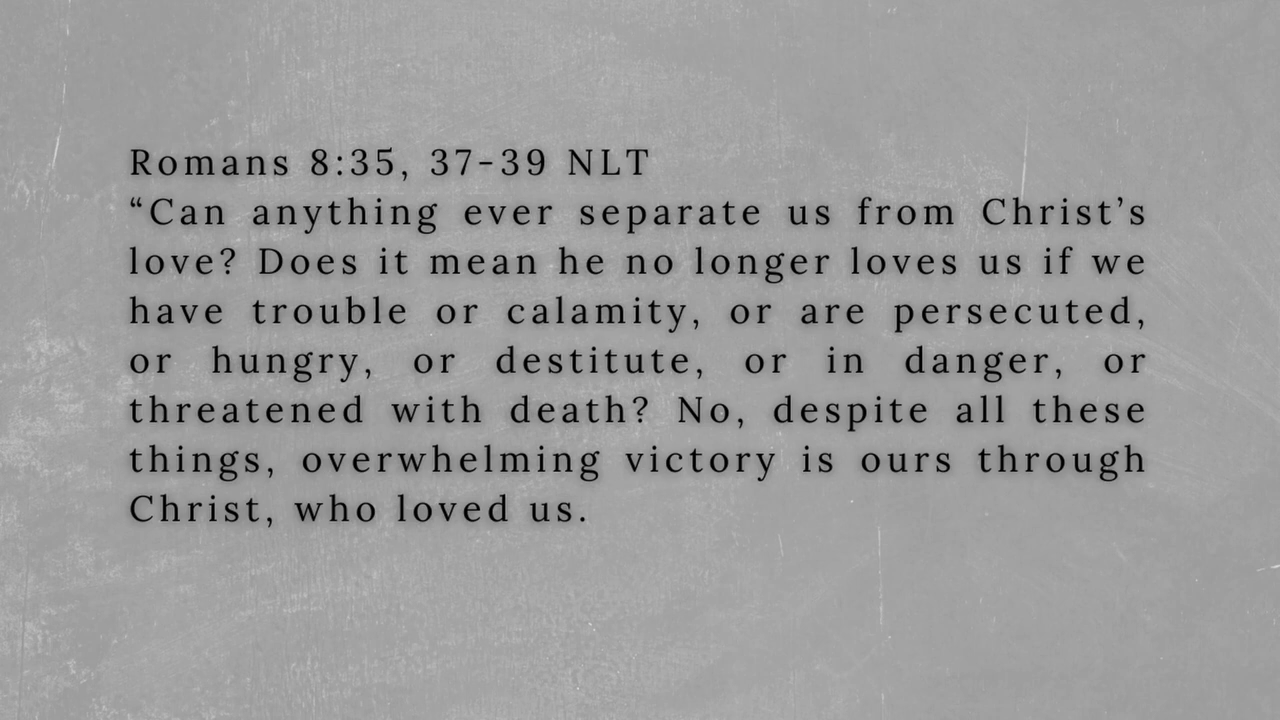 Romans 8:35, 37-39 NLT
“Can anything ever separate us from Christ’s
love? Does it mean he no longer loves us if we
have trouble or calamity, or are persecuted,
or hungry, or destitute, or in danger, or
threatened with death? No, despite all these
things, overwhelming victory is ours through
Christ, who loved us.